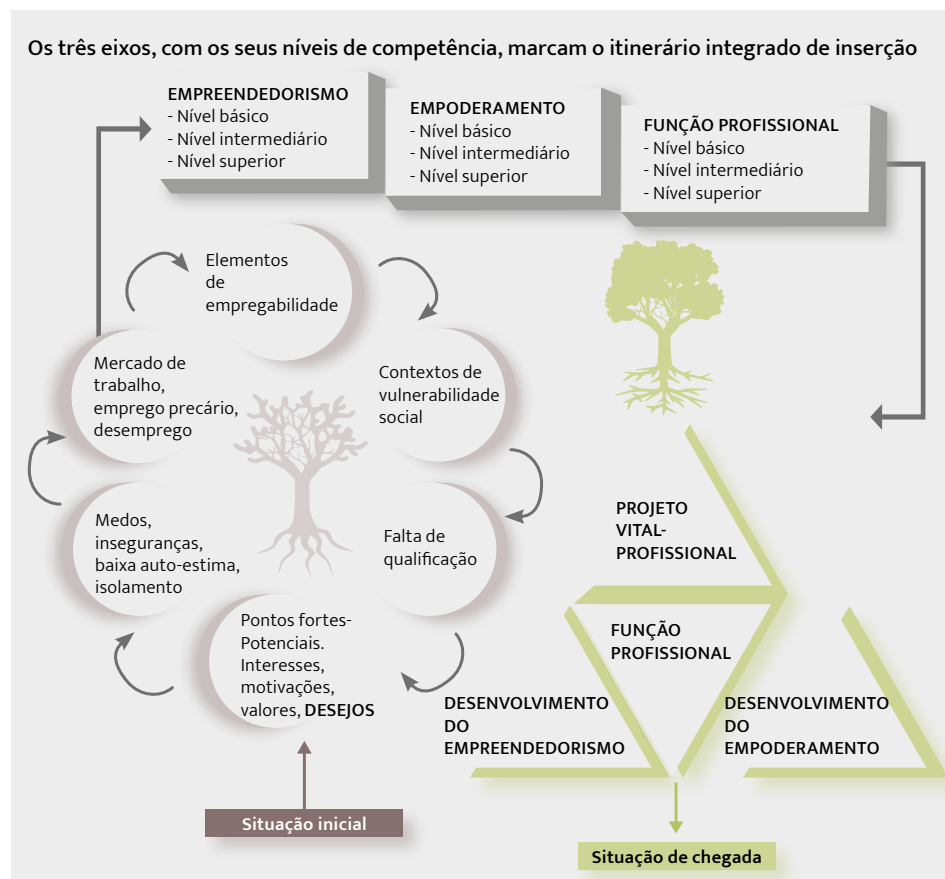 Os três eixos, com os seus níveis de competência, marcam o itinerário integrado de inserção
EMPREENDEDORISMO
- Nível básico
- Nível intermediário
- Nível superior
EMPODERAMENTO
- Nível básico
- Nível intermediário
- Nível superior
FUNÇÃO PROFISSIONAL
- Nível básico
- Nível intermediário
- Nível superior
Elementos
de
empregabilidade
Contextos de
vulnerabilidade
social
Falta de
qualificação
Pontos fortes-
Potenciais.
Interesses,
motivações,
valores, DESEJOS
Medos,
inseguranças,
baixa auto-estima,
isolamento
Mercado de
trabalho,
emprego precário,
desemprego
Situação inicial
PROJETO
VITAL-
PROFISSIONAL
FUNÇÃO
PROFISSIONAL
DESENVOLVIMENTO
DO
EMPREENDEDORISMO
DESENVOLVIMENTO
DO
EMPODERAMENTO
Situação de chegada